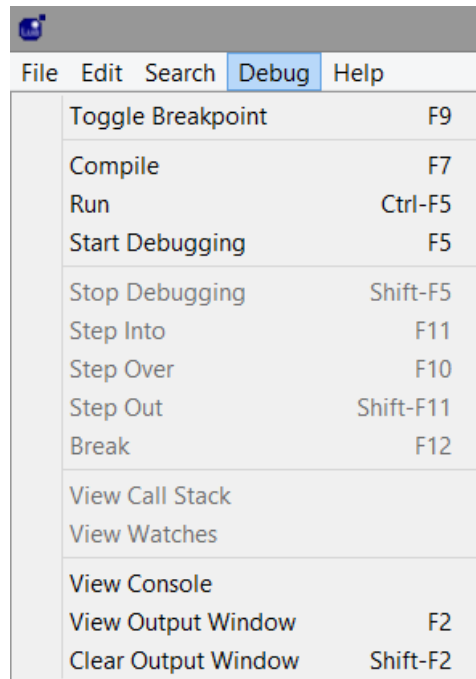 File Edit Search Debug Help
Toggle Breakpoint F9
Compile F7
Run Ctrl-F5
Start Debugging F5
Stop Debugging Shift-F5
Step Into F11
Step Over F10
Step Out Shift-F11
Break F12
View Call Stack
View Watches
View Console
View Output Window F2
Clear Output Window Shift-F2